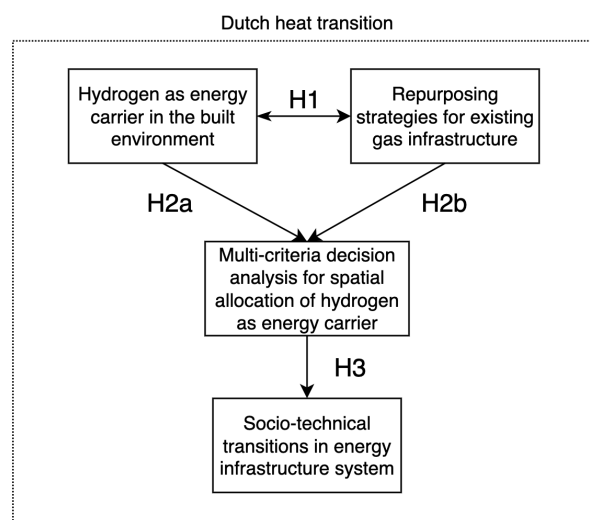 Dutch heat transition
Hydrogen as energy
carrier in the built
environment
H1
Repurposing
strategies for existing
gas infrastructure
H2a
H2b
Multi-criteria decision
analysis for spatial
allocation of hydrogen
as energy carrier
H3
Socio-technical
transitions in energy
infrastructure system